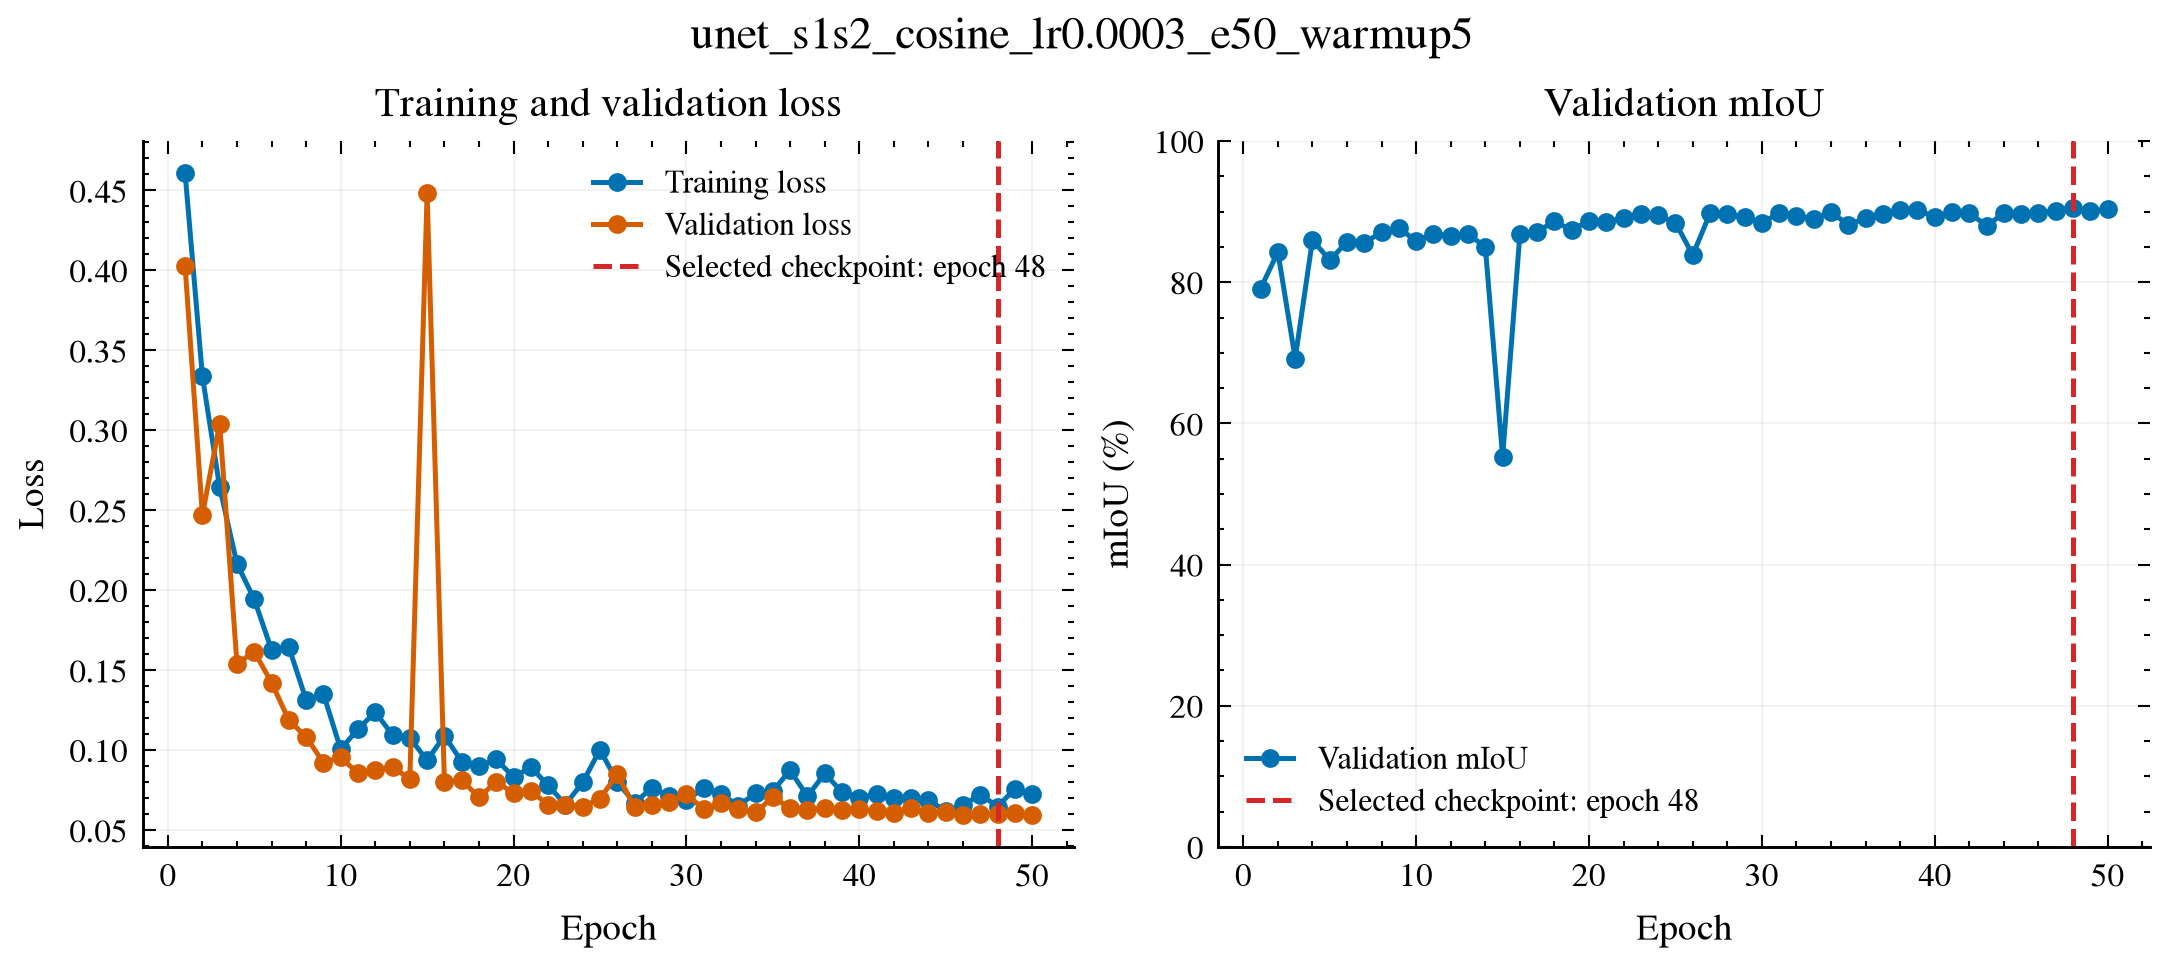 unet_s1s2_cosine_lr0.0003_e50_warmup5
Training and validation loss
Loss
0.45
0.40
0.35
0.30
0.25
0.20
0.15
0.10
0.05
Training loss
Validation loss
Selected checkpoint: epoch 48
0 10 20 30 40 50
Epoch
Validation mIoU
mIoU (%)
100
80
60
40
20
0
Validation mIoU
Selected checkpoint: epoch 48
0 10 20 30 40 50
Epoch